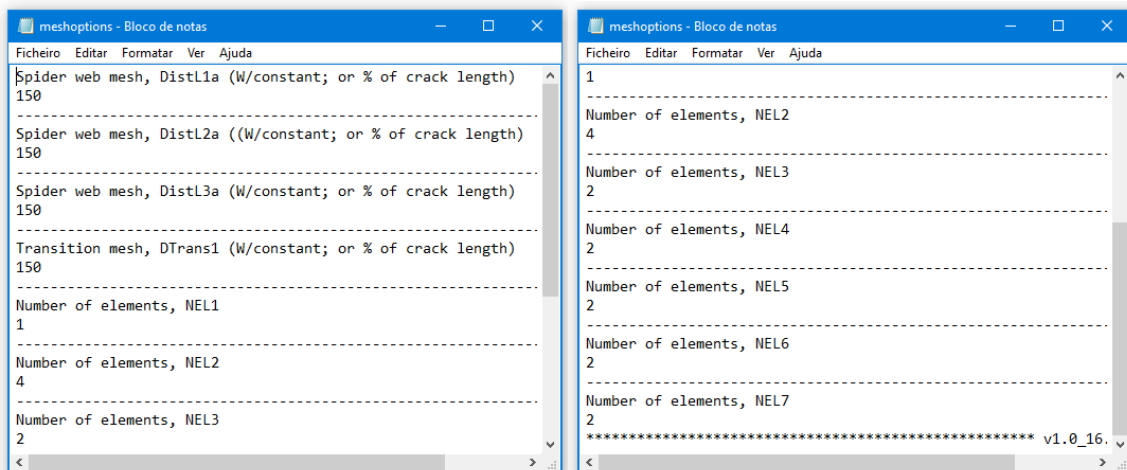 meshoptions - Bloco de notas
Ficheiro Editar Formatar Ver Ajuda
Spider web mesh, DistL1a (W/constant; or % of crack length)
150
---------------------------------------------------------------
Spider web mesh, DistL2a ((W/constant; or % of crack length)
150
---------------------------------------------------------------
Spider web mesh, DistL3a (W/constant; or % of crack length)
150
---------------------------------------------------------------
Transition mesh, DTrans1 (W/constant; or % of crack length)
150
---------------------------------------------------------------
Number of elements, NEL1
1
---------------------------------------------------------------
Number of elements, NEL2
4
---------------------------------------------------------------
Number of elements, NEL3
2
meshoptions - Bloco de notas
Ficheiro Editar Formatar Ver Ajuda
1
---------------------------------------------------------------
Number of elements, NEL2
4
---------------------------------------------------------------
Number of elements, NEL3
2
---------------------------------------------------------------
Number of elements, NEL4
2
---------------------------------------------------------------
Number of elements, NEL5
2
---------------------------------------------------------------
Number of elements, NEL6
2
---------------------------------------------------------------
Number of elements, NEL7
2
***************************************************** v1.0_16.